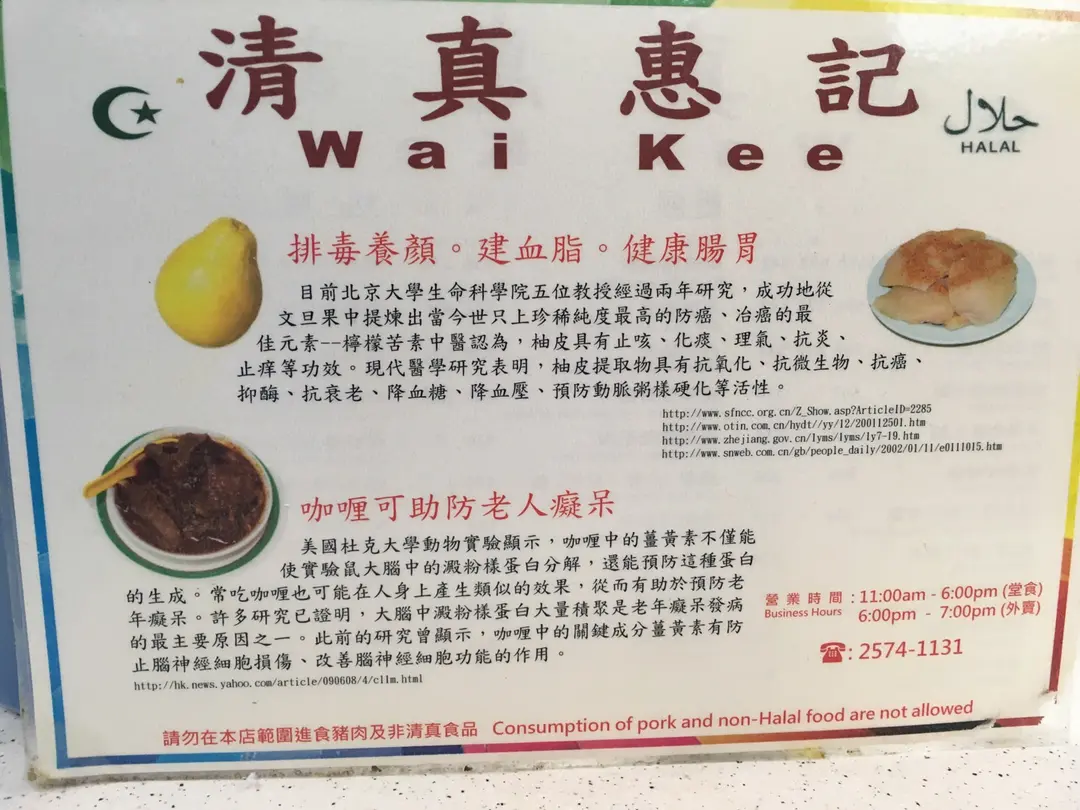 清真惠記
حلال
HALAL
Wai Kee
排毒養顏。建血脂。健康腸胃
目前北京大學生命科學院五位教授經過兩年研究，成功地從
文旦果中提煉出當今世只上珍稀純度最高的防癌、冶癌的最
佳元素--檸檬苦素中醫認為，柚皮具有止咳、化痰、理氣、抗炎、
止痒等功效。現代醫學研究表明，柚皮提取物具有抗氧化、抗微生物、抗癌、
抑酶、抗衰老、降血糖、降血壓、預防動脈粥樣硬化等活性。
http://www.sfncc.org.cn/Z_Show.asp?ArticleID=2285
http://www.otin.com.cn/hydt//yy/12/200112501.htm
http://www.zhejiang.gov.cn/lyms/lyms/ly7-19.htm
http://www.snweb.com.cn/gb/people_daily/2002/01/11/e0111015.htm
咖喱可助防老人癡呆
美國杜克大學動物實驗顯示，咖喱中的薑黃素不僅能
使實驗鼠大腦中的澱粉樣蛋白分解，還能預防這種蛋白
的生成。常吃咖喱也可能在人身上產生類似的效果，從而有助於預防老
年癡呆。許多研究已證明，大腦中澱粉樣蛋白大量積聚是老年癡呆發病
的最主要原因之一。此前的研究曾顯示，咖喱中的關鍵成分薑黃素有防
止腦神經細胞損傷、改善腦神經細胞功能的作用。
http://hk.news.yahoo.com/article/090608/4/cl1m.html
營業時間：11:00am - 6:00pm (堂食)
Business Hours 6:00pm - 7:00pm (外賣)
☎: 2574-1131
請勿在本店範圍進食豬肉及非清真食品 Consumption of pork and non-Halal food are not allowed